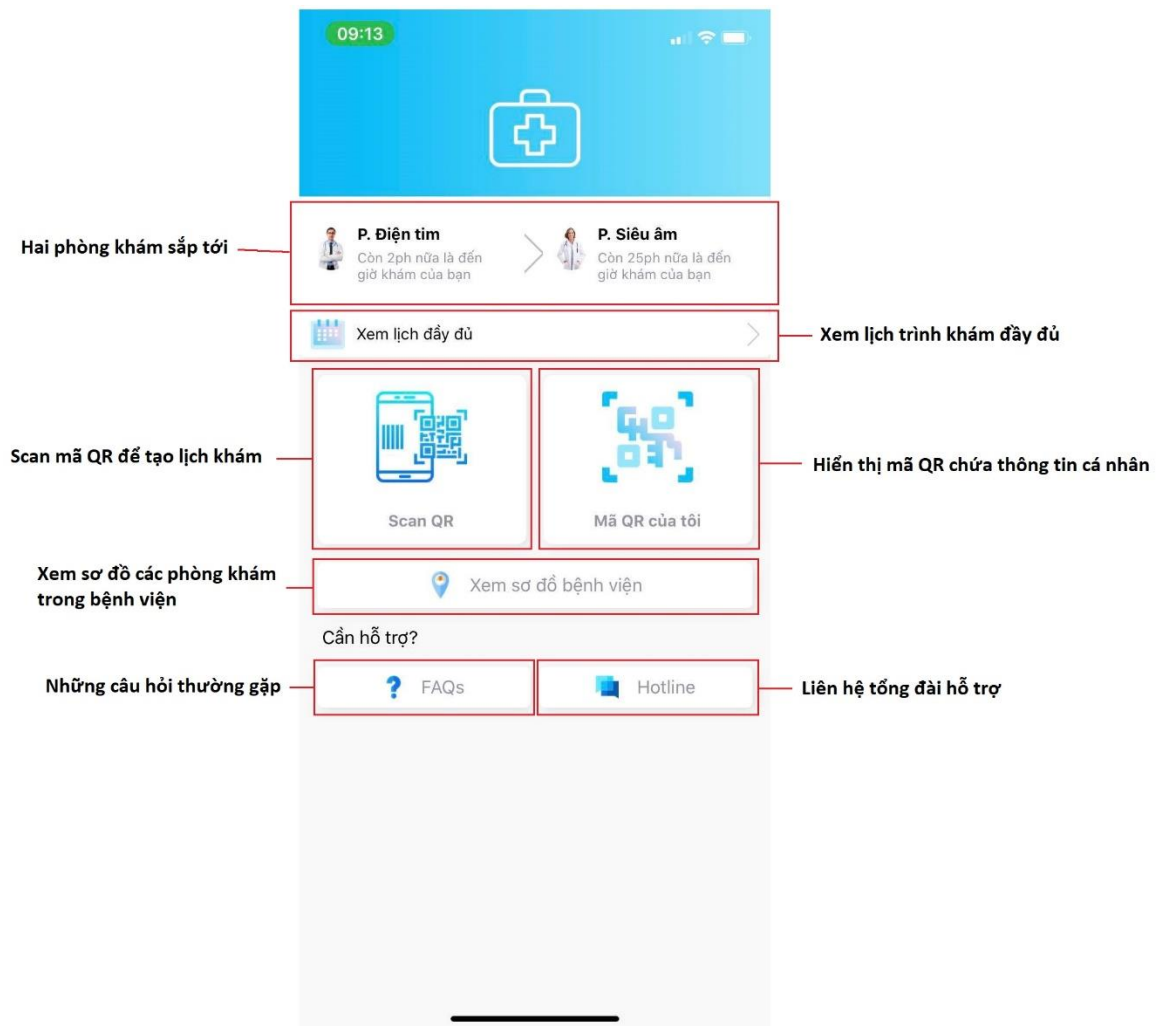 09:13
Hai phòng khám sắp tới
P. Điện tim
Còn 2ph nữa là đến
giờ khám của bạn
P. Siêu âm
Còn 25ph nữa là đến
giờ khám của bạn
Xem lịch đầy đủ
Xem lịch trình khám đầy đủ
Scan mã QR để tạo lịch khám
Scan QR
Mã QR của tôi
Hiển thị mã QR chứa thông tin cá nhân
Xem sơ đồ các phòng khám
trong bệnh viện
Xem sơ đồ bệnh viện
Cần hỗ trợ?
Những câu hỏi thường gặp
FAQs
Hotline
Liên hệ tổng đài hỗ trợ